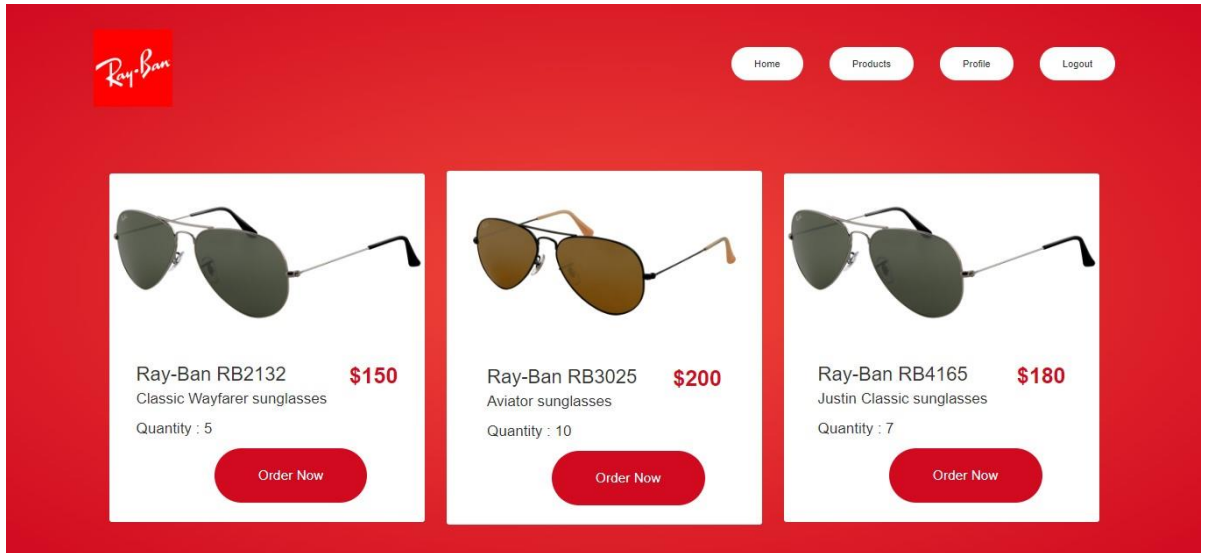 Ray-Ban
Home
Products
Profile
Logout
Ray-Ban RB2132
$150
Classic Wayfarer sunglasses
Quantity : 5
Order Now
Ray-Ban RB3025
$200
Aviator sunglasses
Quantity : 10
Order Now
Ray-Ban RB4165
$180
Justin Classic sunglasses
Quantity : 7
Order Now